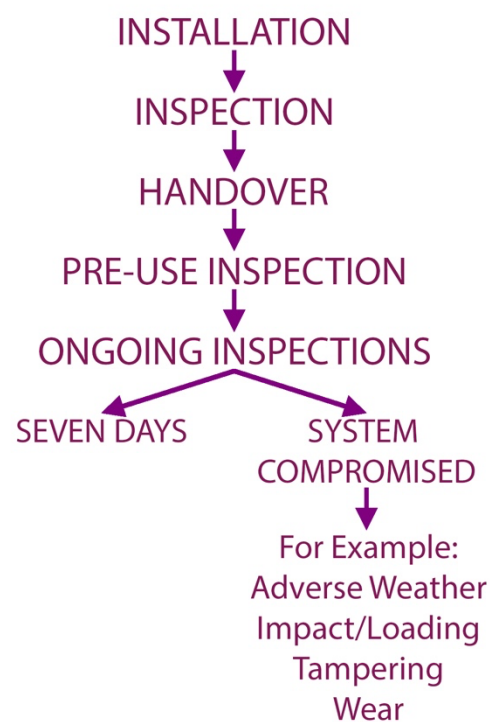 INSTALLATION
INSPECTION
HANDOVER
PRE-USE INSPECTION
ONGOING INSPECTIONS
SEVEN DAYS
SYSTEM
COMPROMISED
For Example:
Adverse Weather
Impact/Loading
Tampering
Wear